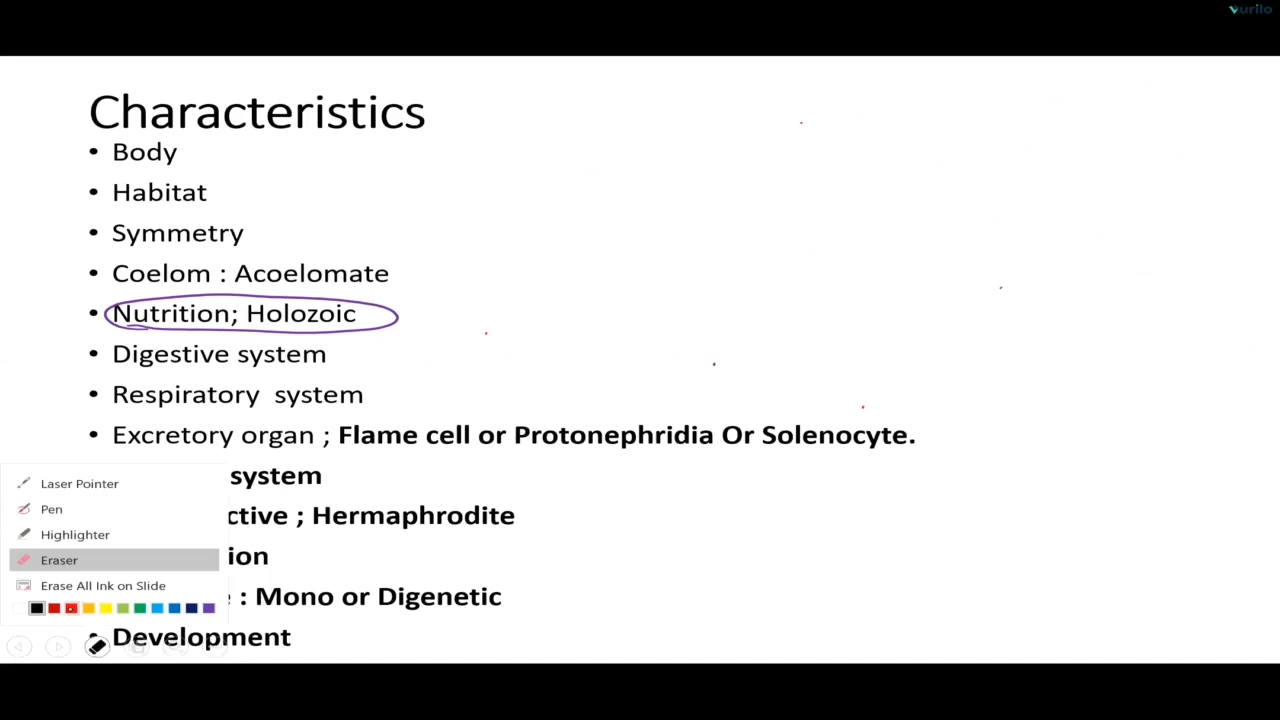 urilo
Characteristics
• Body
• Habitat
• Symmetry
• Coelom : Acoelomate
• Nutrition; Holozoic
• Digestive system
• Respiratory  system
• Excretory organ ; Flame cell or Protonephridia Or Solenocyte.
system
ctive ; Hermaphrodite
ion
: Mono or Digenetic
• Development
Laser Pointer
Pen
Highlighter
Eraser
Erase All Ink on Slide